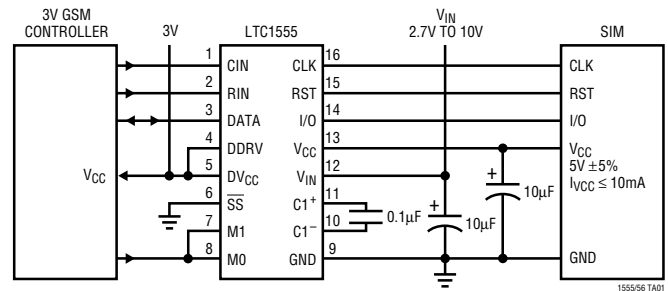 3V GSM
CONTROLLER
3V
LTC1555
V_IN
2.7V TO 10V
SIM
1
CIN
CLK
16
CLK
2
RIN
RST
15
RST
3
DATA
I/O
14
I/O
4
DDRV
V_CC
13
V_CC
5V ±5%
I_VCC ≤ 10mA
V_CC
5
DV_CC
V_IN
12
6
S̅S̅
C1+
11
0.1µF
+
10µF
+
10µF
7
M1
C1–
10
8
M0
GND
9
GND
1555/56 TA01